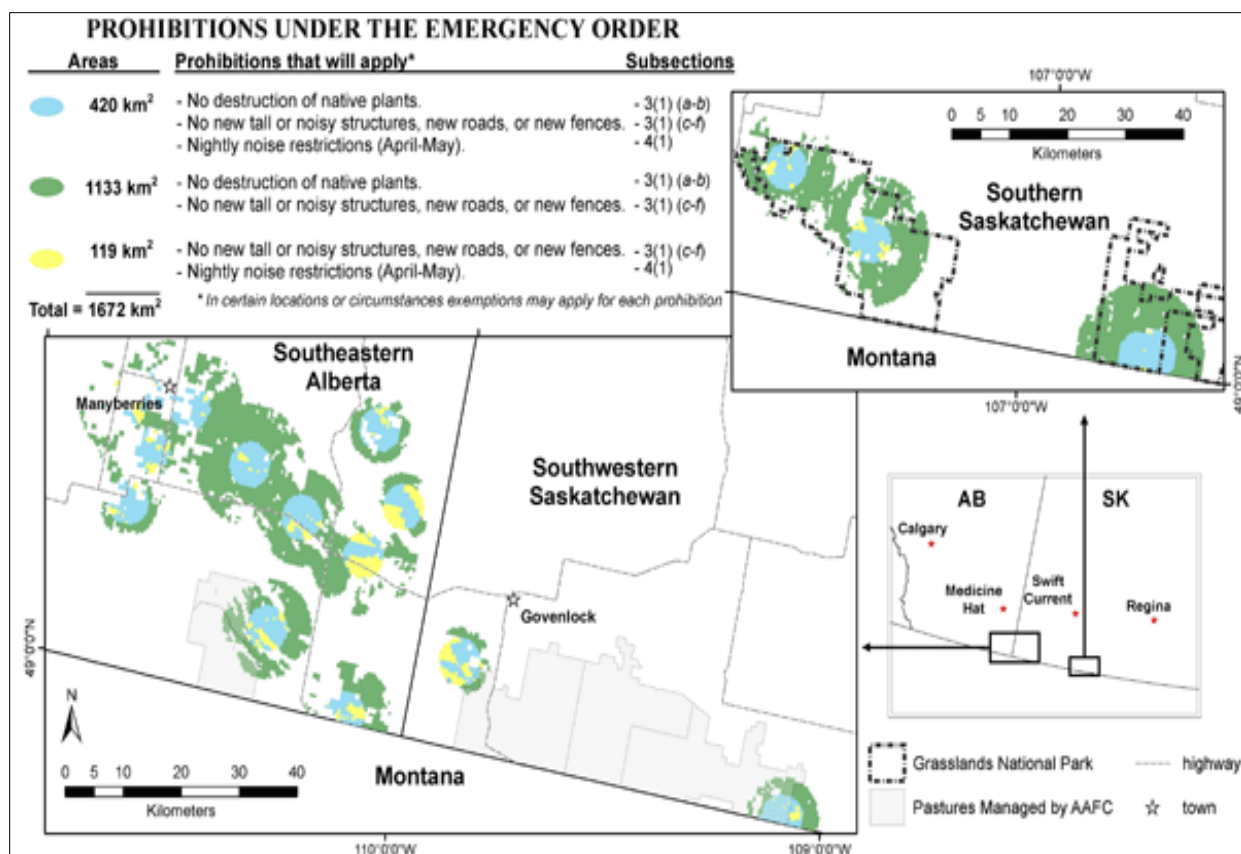 PROHIBITIONS UNDER THE EMERGENCY ORDER
Areas Prohibitions that will apply* Subsections
420 km² - No destruction of native plants. - 3(1) (a-b)
- No new tall or noisy structures, new roads, or new fences. - 3(1) (c-f)
- Nightly noise restrictions (April-May). - 4(1)
1133 km² - No destruction of native plants. - 3(1) (a-b)
- No new tall or noisy structures, new roads, or new fences. - 3(1) (c-f)
119 km² - No new tall or noisy structures, new roads, or new fences. - 3(1) (c-f)
- Nightly noise restrictions (April-May). - 4(1)
Total = 1672 km² * In certain locations or circumstances exemptions may apply for each prohibition
107°0'0"W
0 5 10 20 30 40
Kilometers
Southern
Saskatchewan
Montana
49°0'0"N
107°0'0"W
Southeastern
Alberta
Manyberries
Southwestern
Saskatchewan
Govenlock
49°0'0"N
N
0 5 10 20 30 40
Kilometers
Montana
110°0'0"W
109°0'0"W
AB SK
Calgary
Medicine
Hat
Swift
Current
Regina
Grasslands National Park
highway
Pastures Managed by AAFC
town